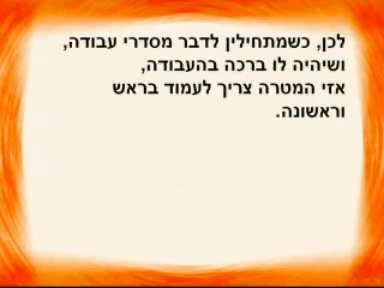 לכן, כשמתחילין לדבר מסדרי עבודה,
ושיהיה לו ברכה בהעבודה,
אזי המטרה צריך לעמוד בראש
וראשונה.